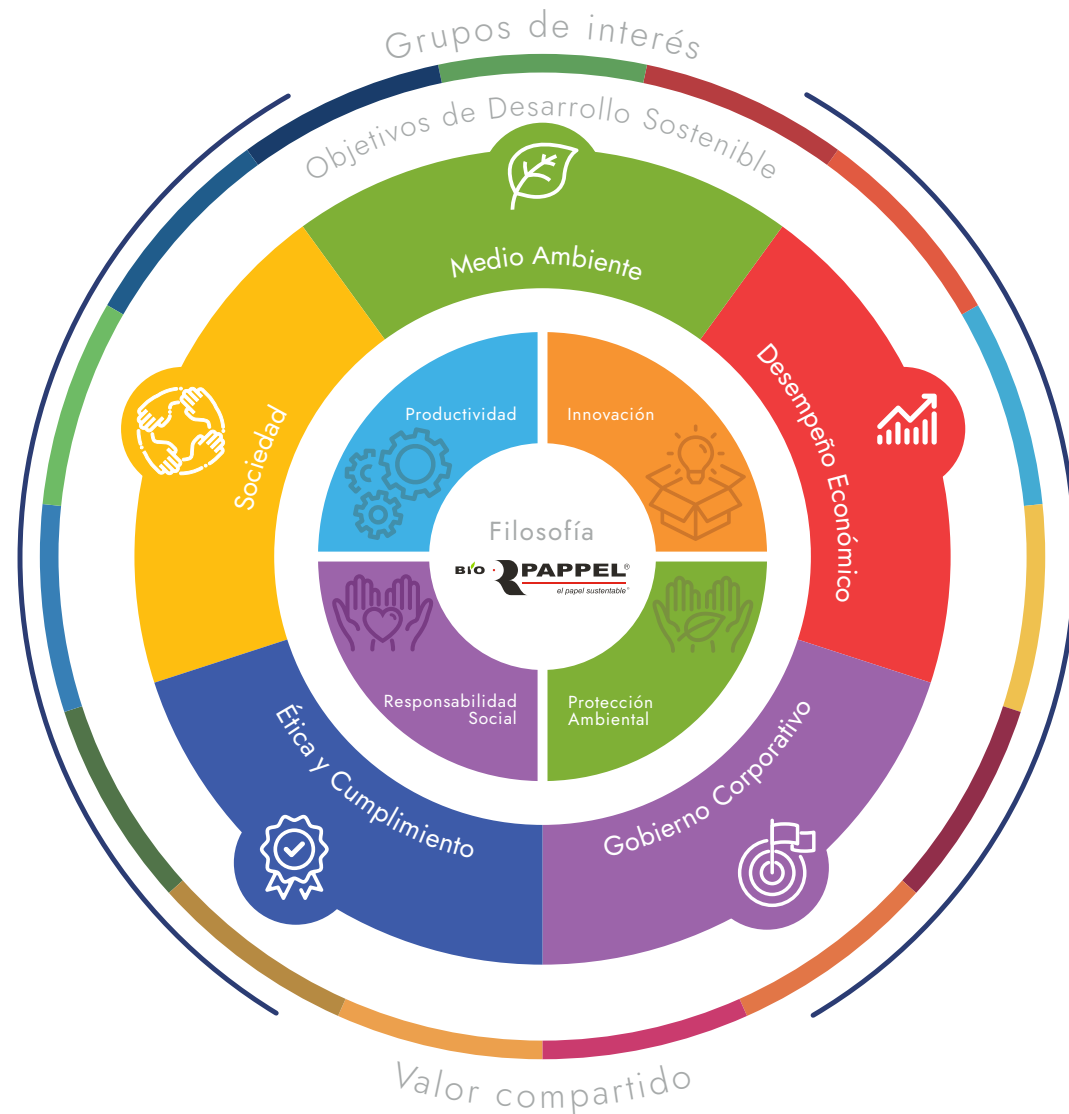 Grupos de interés
Objetivos de Desarrollo Sostenible
Medio Ambiente
Desempeño Económico
Sociedad
Productividad
Innovación
Filosofía
BIO PAPPEL®
el papel sustentable®
Responsabilidad
Social
Protección
Ambiental
Ética y Cumplimiento
Gobierno Corporativo
Valor compartido